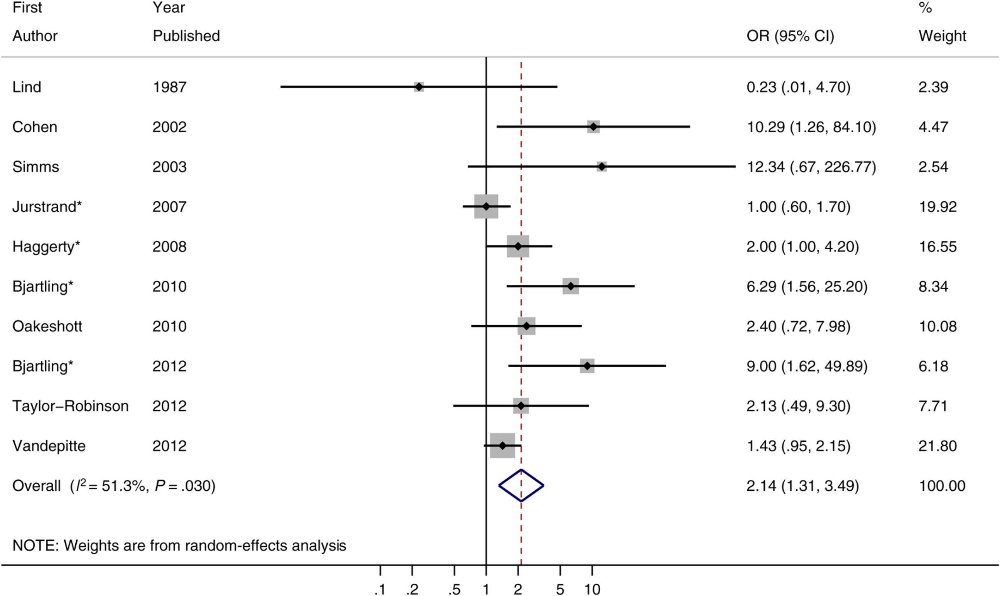 First Year %
Author Published OR (95% CI) Weight
Lind 1987 0.23 (.01, 4.70) 2.39
Cohen 2002 10.29 (1.26, 84.10) 4.47
Simms 2003 12.34 (.67, 226.77) 2.54
Jurstrand* 2007 1.00 (.60, 1.70) 19.92
Haggerty* 2008 2.00 (1.00, 4.20) 16.55
Bjartling* 2010 6.29 (1.56, 25.20) 8.34
Oakeshott 2010 2.40 (.72, 7.98) 10.08
Bjartling* 2012 9.00 (1.62, 49.89) 6.18
Taylor–Robinson 2012 2.13 (.49, 9.30) 7.71
Vandepitte 2012 1.43 (.95, 2.15) 21.80
Overall (I² = 51.3%, P = .030) 2.14 (1.31, 3.49) 100.00
NOTE: Weights are from random-effects analysis
.1 .2 .5 1 2 5 10